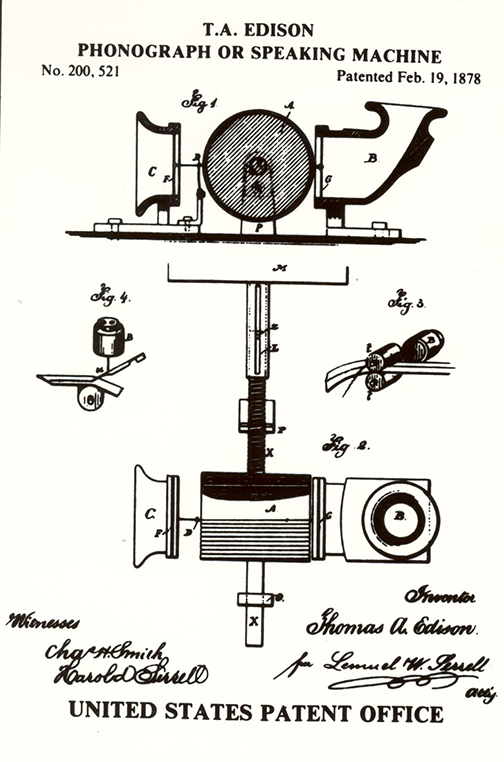 T.A. EDISON
PHONOGRAPH OR SPEAKING MACHINE
No. 200, 521
Patented Feb. 19, 1878
Fig 1
A
C
F
D
G
B
P
M
Fig. 4.
B
u
Fig. 3.
B
t
t
2
L
P
X
Fig 2.
C.
F
D
A
G
B.
O.
X
Witnesses
Chas H. Smith
Harold Serrell
Inventor
Thomas A. Edison.
per Lemuel W. Serrell
atty.
UNITED STATES PATENT OFFICE